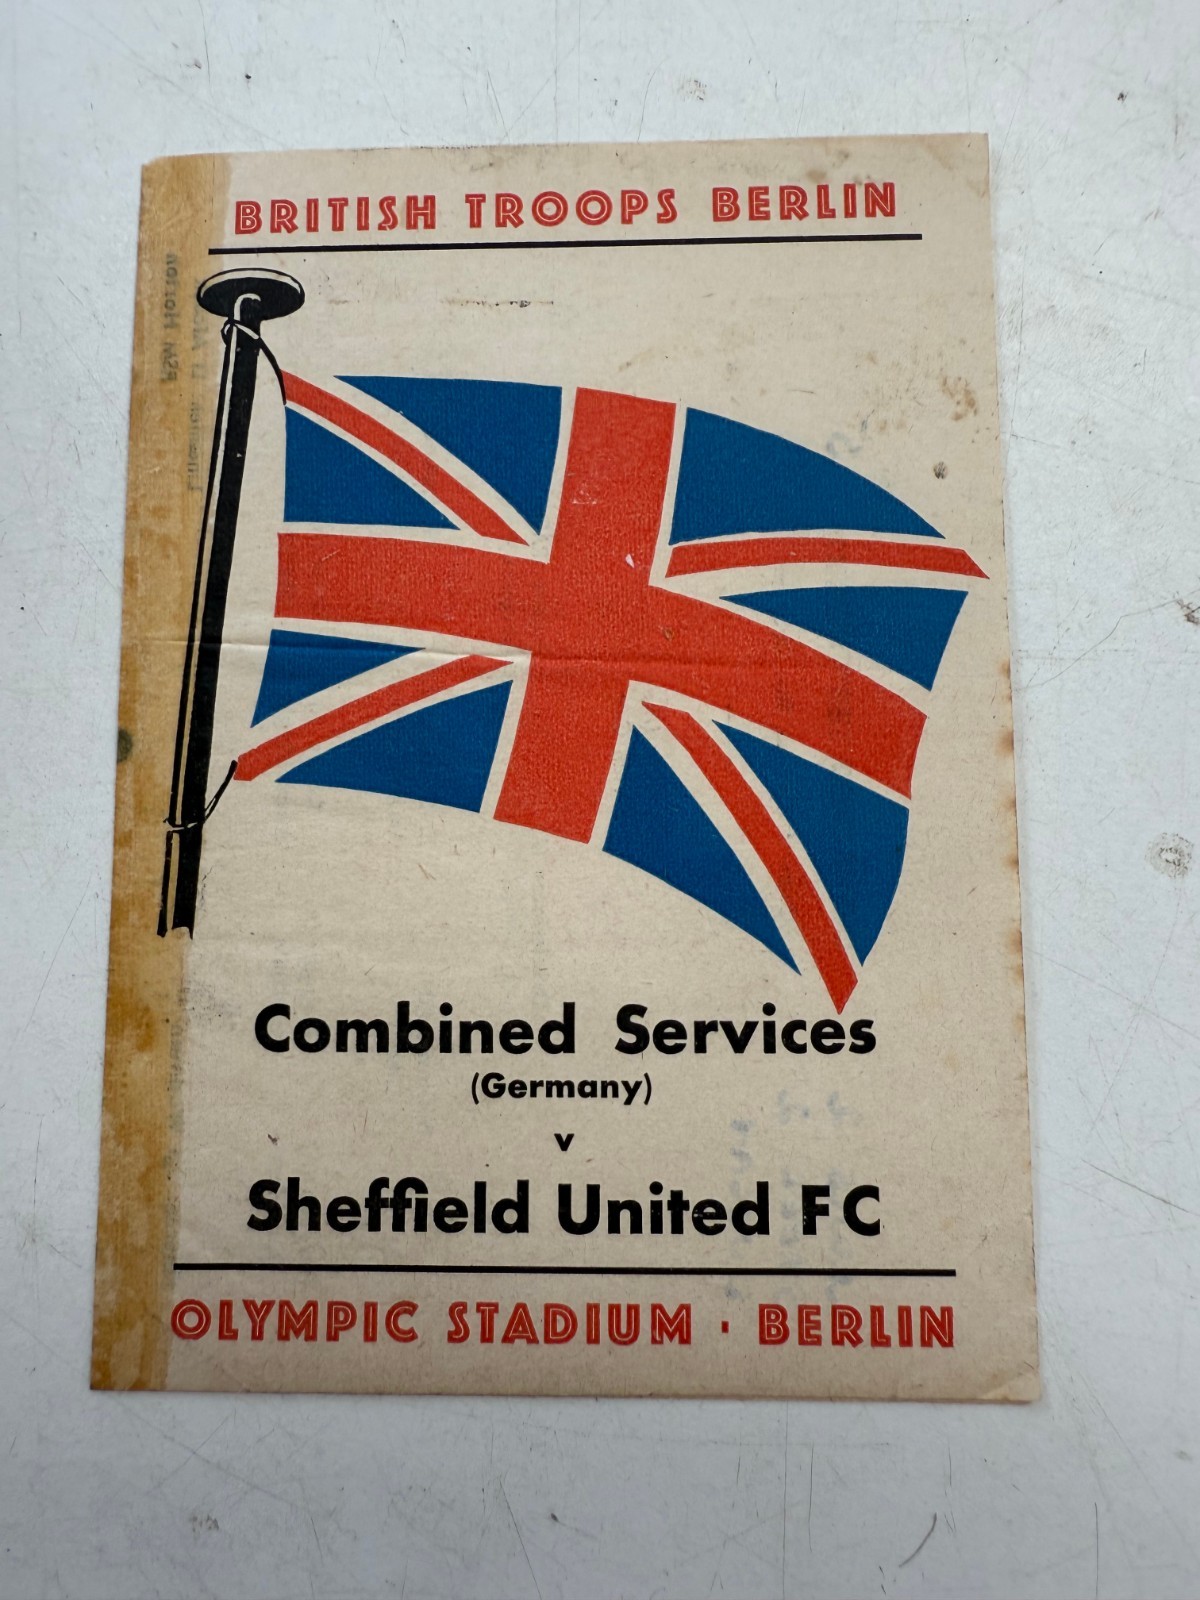 BRITISH TROOPS BERLIN
Combined Services
(Germany)
v
Sheffield United FC
OLYMPIC STADIUM · BERLIN